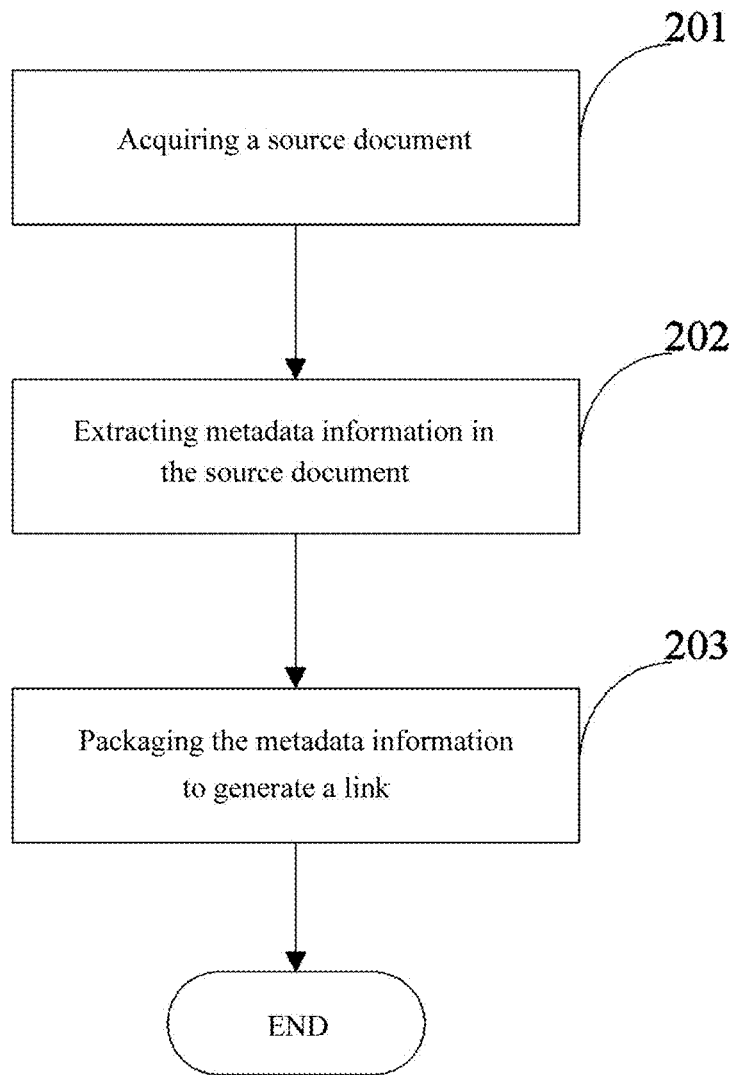 201
Acquiring a source document
202
Extracting metadata information in
the source document
203
Packaging the metadata information
to generate a link
END